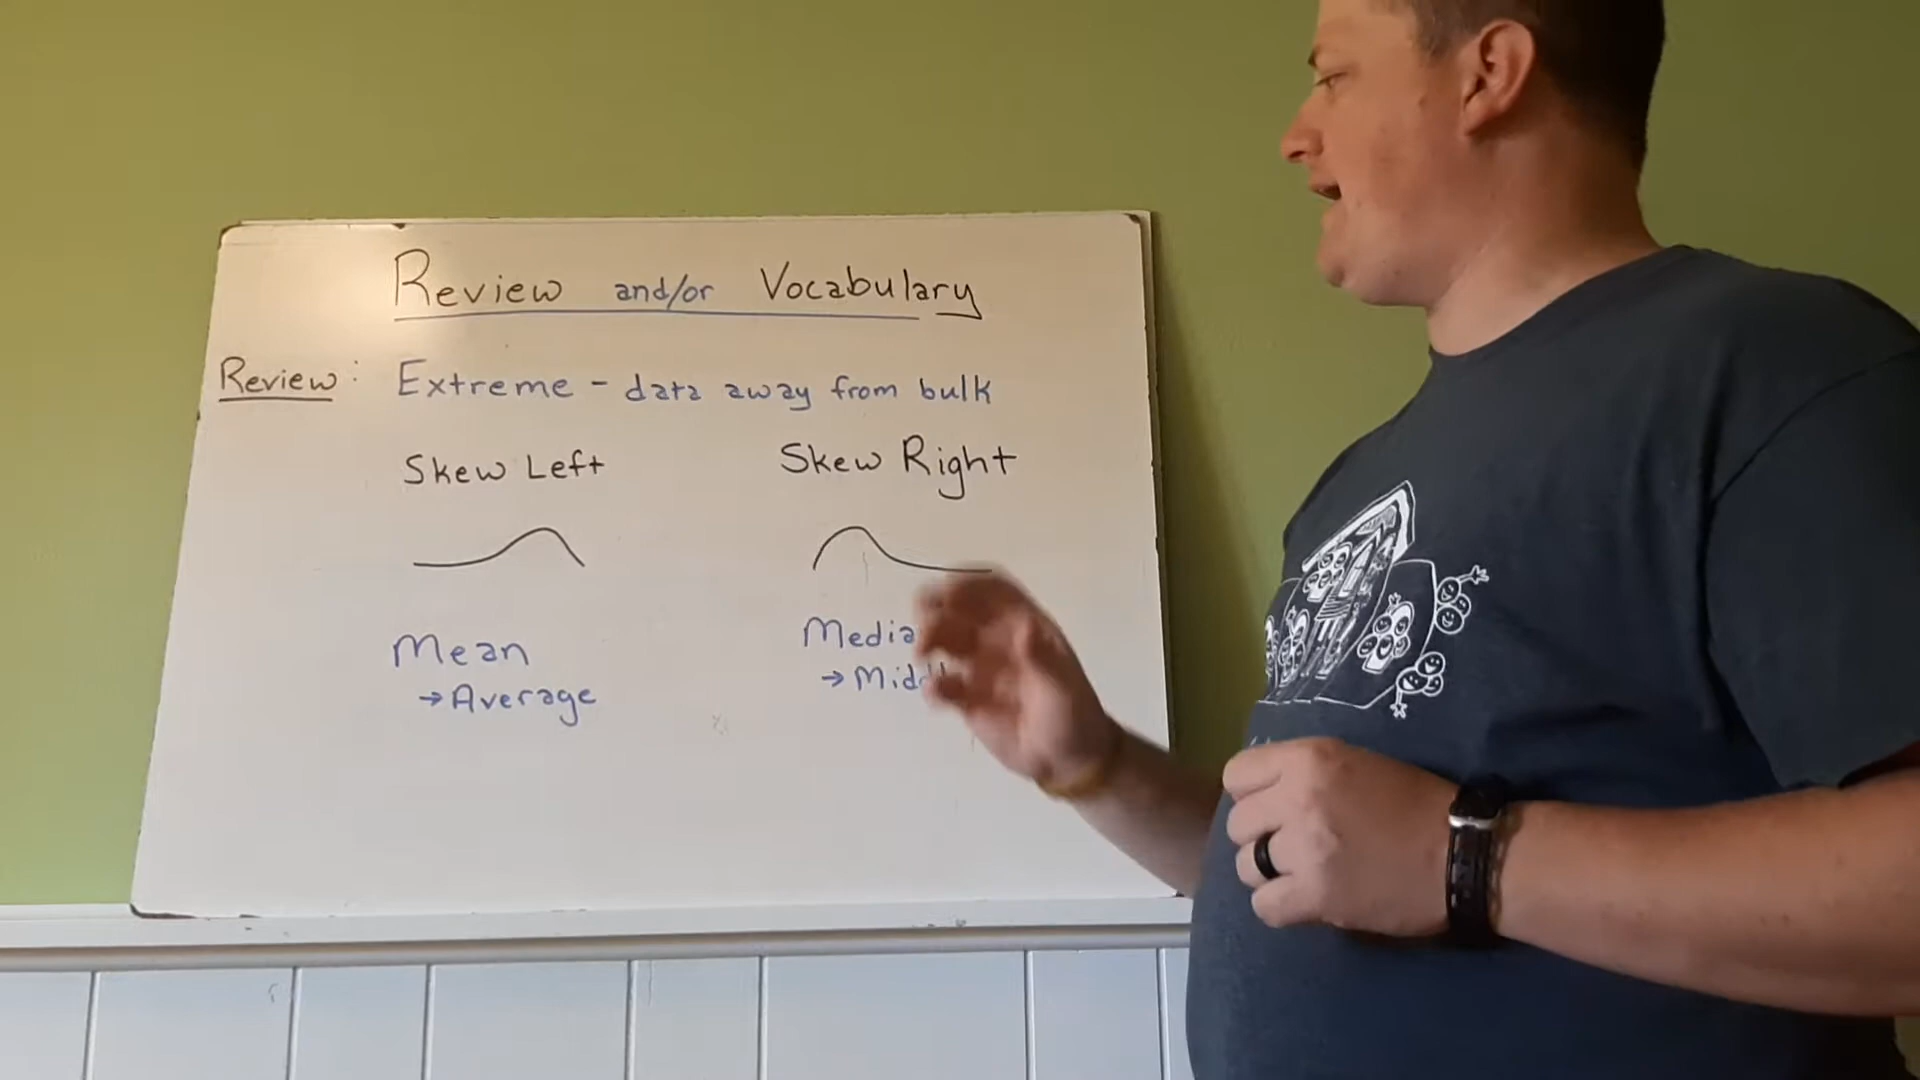 Review and/or Vocabulary
Review: Extreme - data away from bulk
Skew Left
Skew Right
Mean
→ Average